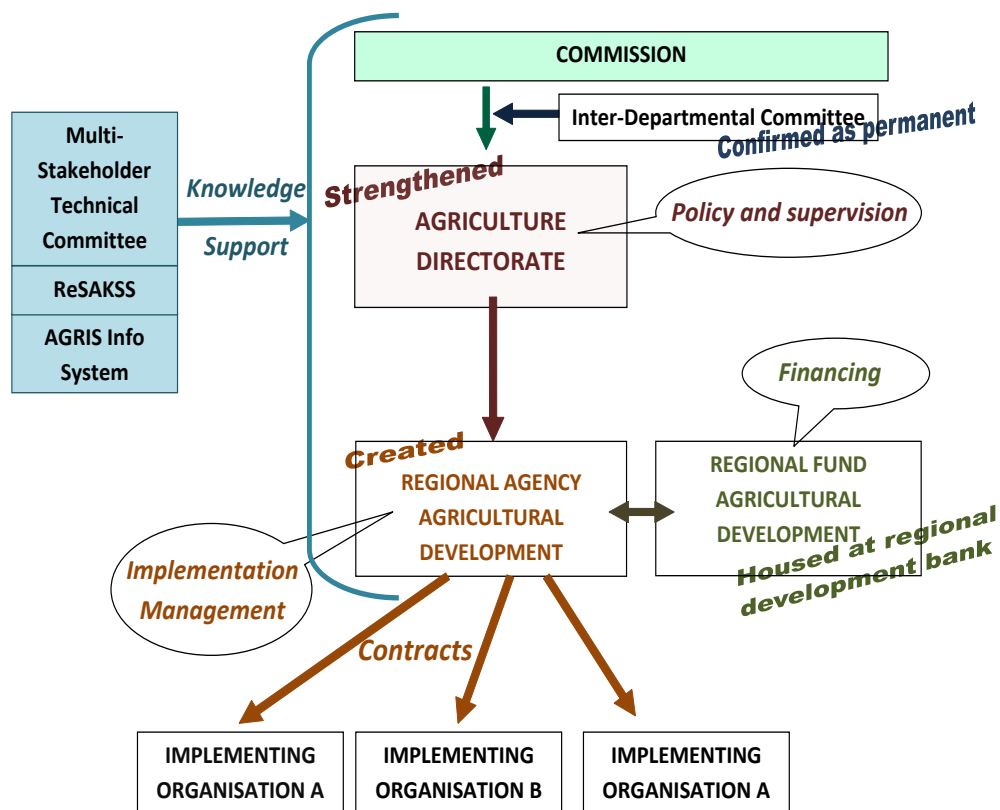 COMMISSION
Inter-Departmental Committee
Confirmed as permanent
Multi-
Stakeholder
Technical
Committee
ReSAKSS
AGRIS Info
System
Knowledge
Support
Strengthened
AGRICULTURE
DIRECTORATE
Policy and supervision
Financing
Created
REGIONAL AGENCY
AGRICULTURAL
DEVELOPMENT
REGIONAL FUND
AGRICULTURAL
DEVELOPMENT
Housed at regional
development bank
Implementation
Management
Contracts
IMPLEMENTING
ORGANISATION A
IMPLEMENTING
ORGANISATION B
IMPLEMENTING
ORGANISATION A